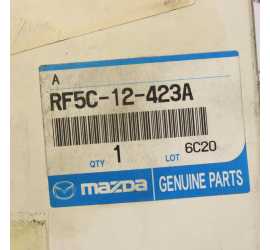 A
RF5C-12-423A
QTY 1 LOT 6C20
mazda GENUINE PARTS